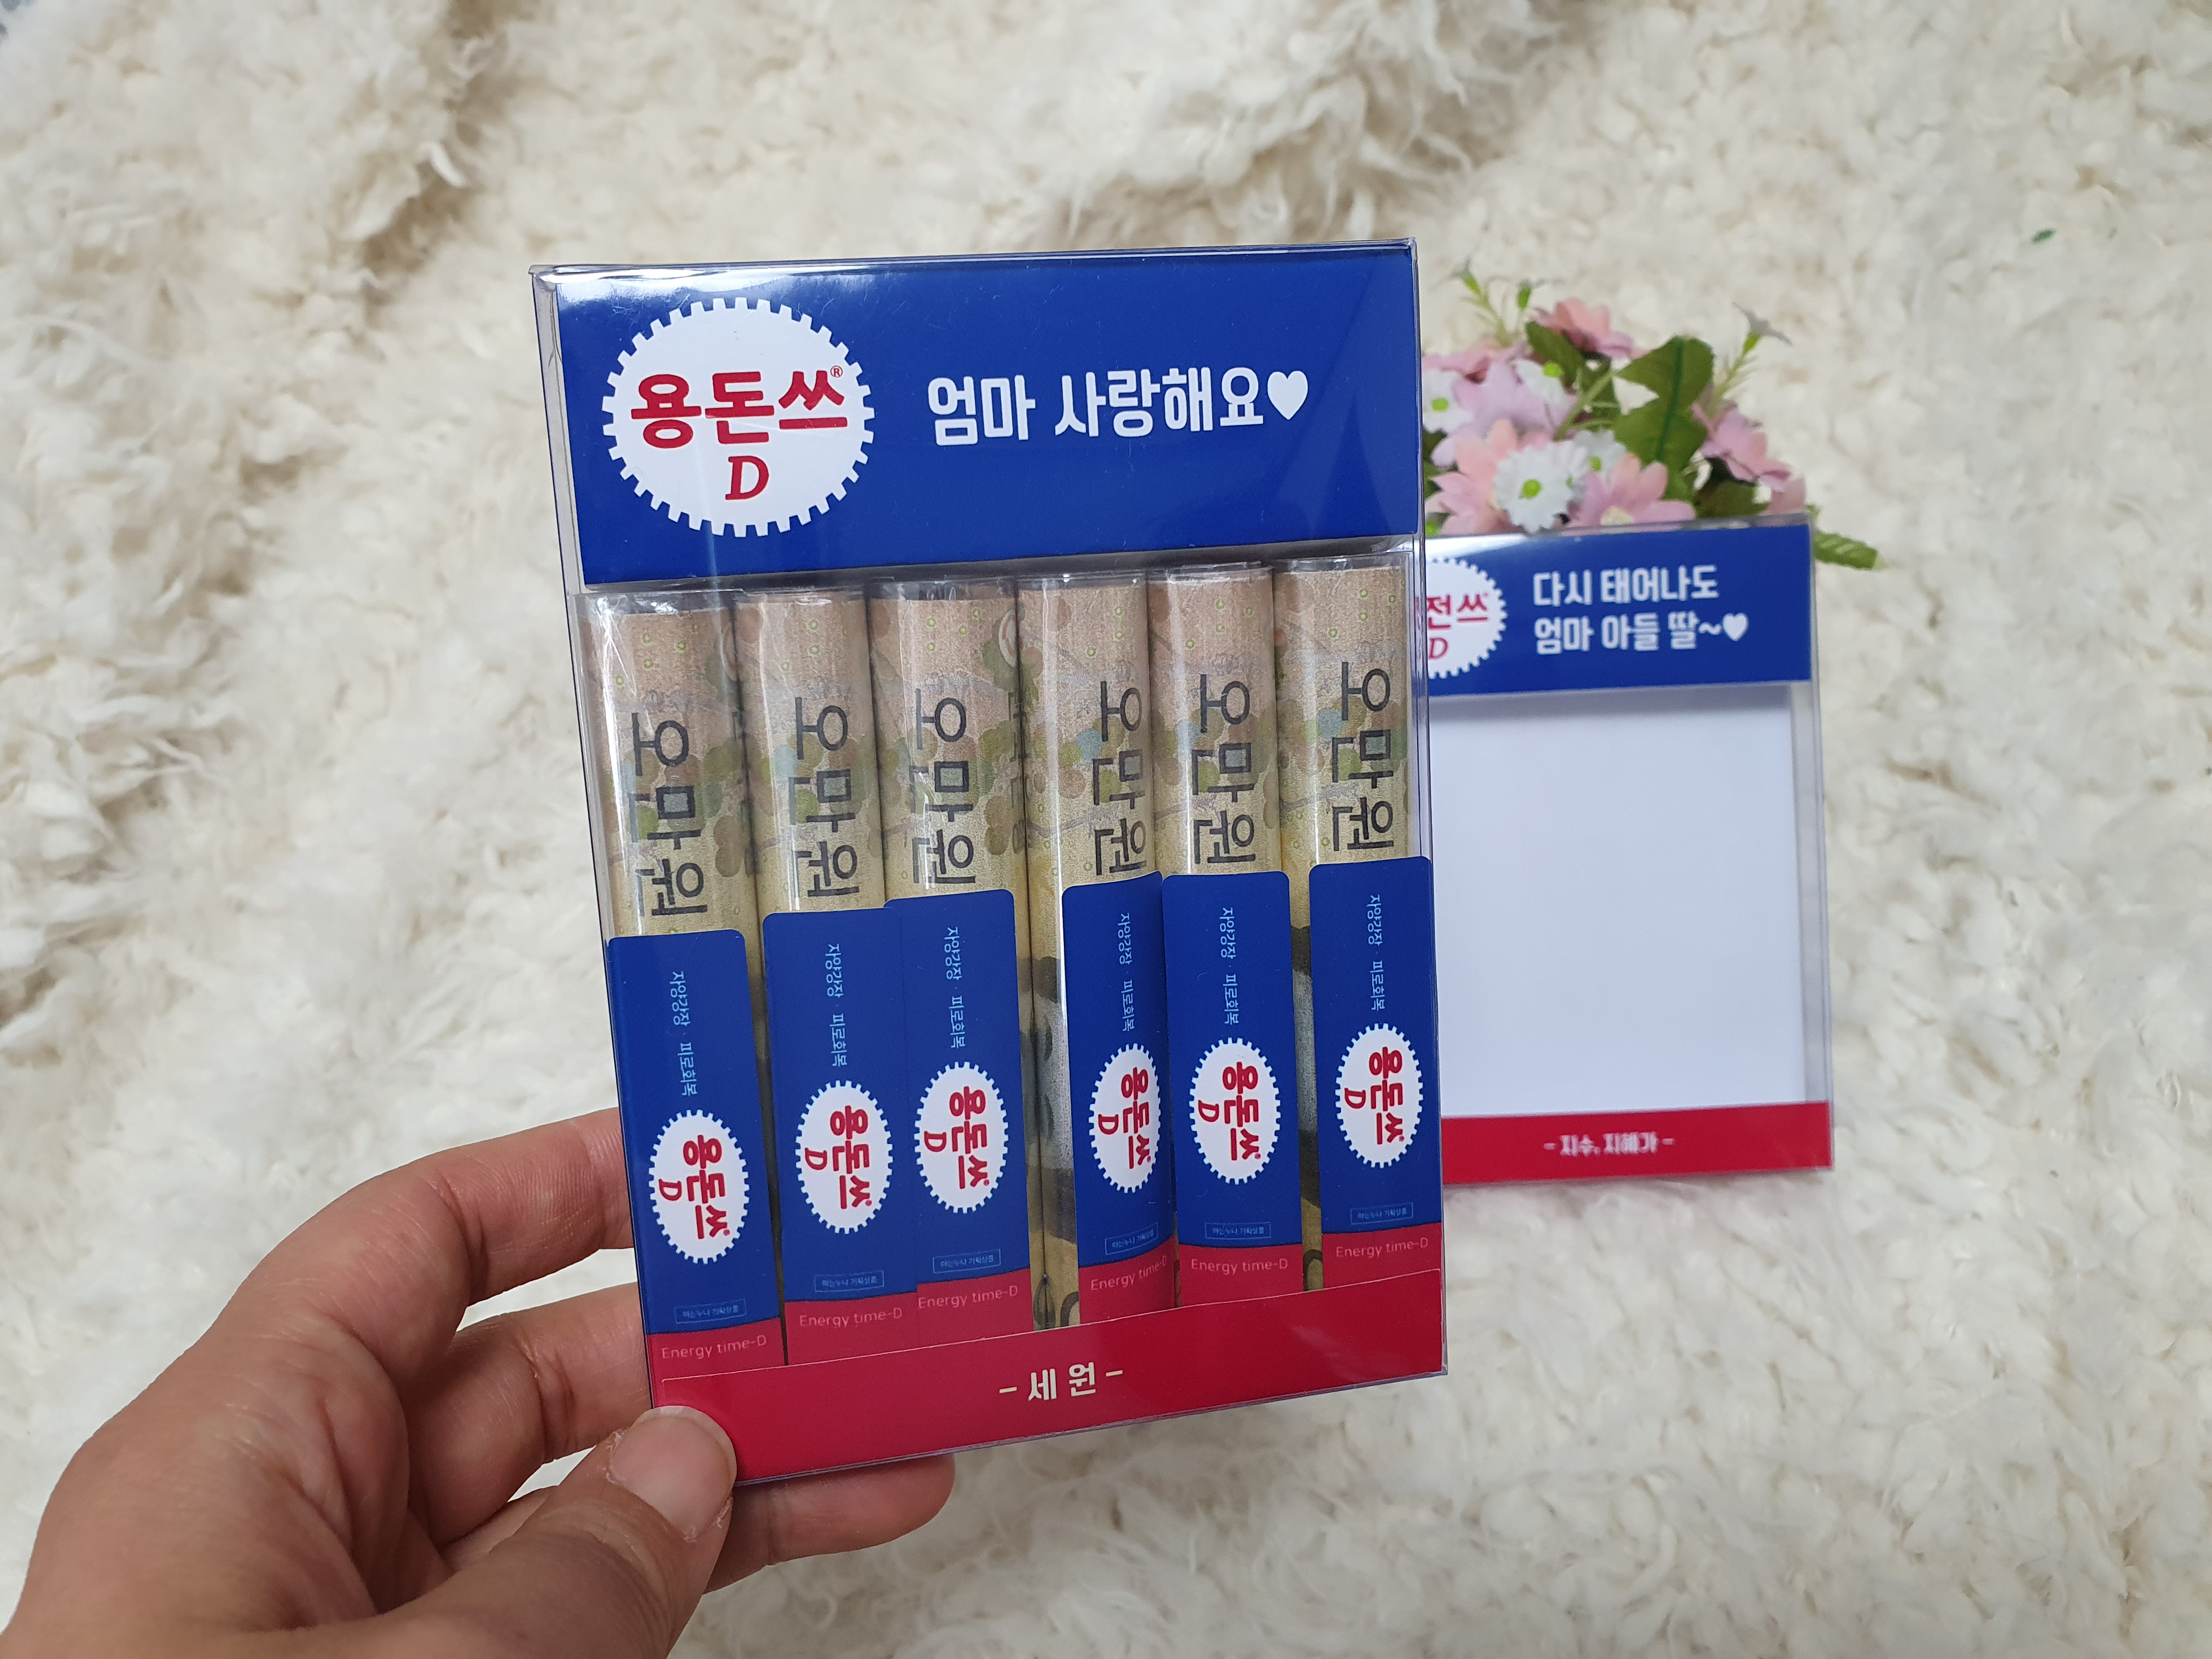 용돈쓰®
D
엄마 사랑해요♥
오만원
오만원
오만원
오만원
오만원
오만원
자양강장 · 피로회복
용돈쓰
D
Energy time-D
자양강장 · 피로회복
용돈쓰
D
Energy time-D
자양강장 · 피로회복
용돈쓰
D
Energy time-D
자양강장 · 피로회복
용돈쓰
D
Energy time-D
자양강장 · 피로회복
용돈쓰
D
Energy time-D
자양강장 · 피로회복
용돈쓰
D
Energy time-D
- 세 원 -
전쓰
D
다시 태어나도
엄마 아들 딸~♥
- 지수, 지혜가 -